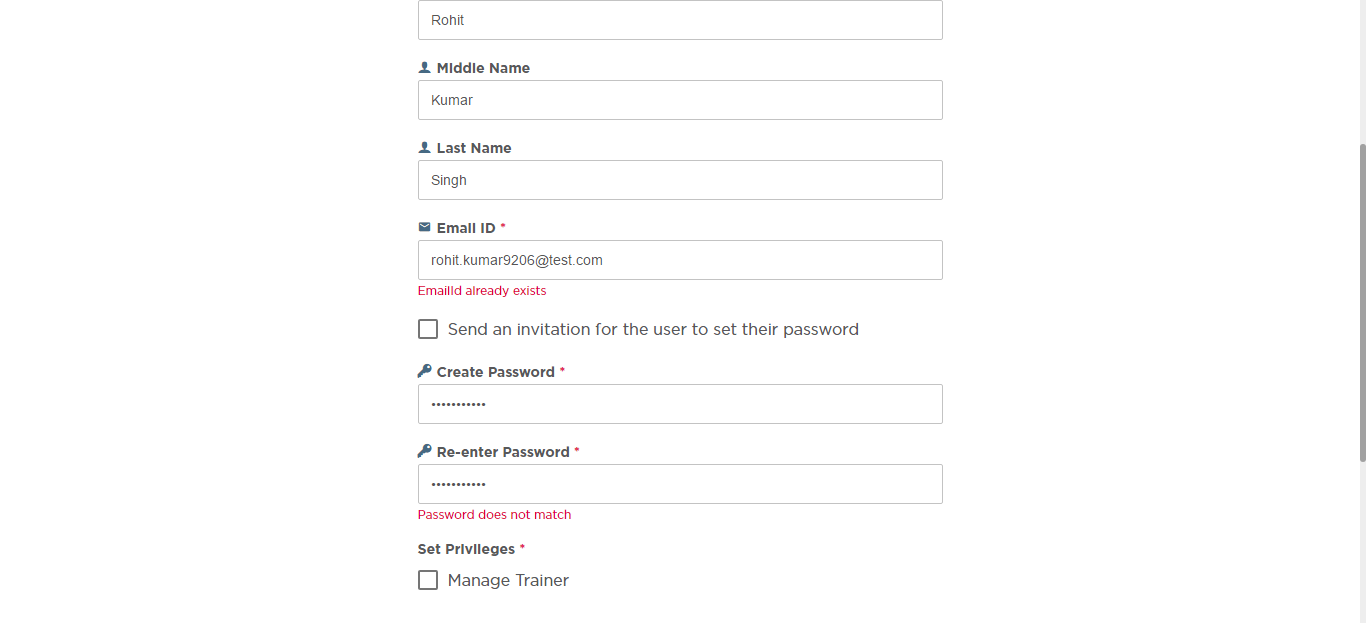 Rohit
Middle Name
Kumar
Last Name
Singh
Email ID *
rohit.kumar9206@test.com
EmailId already exists
Send an invitation for the user to set their password
Create Password *
•••••••••••
Re-enter Password *
•••••••••••
Password does not match
Set Privileges *
Manage Trainer